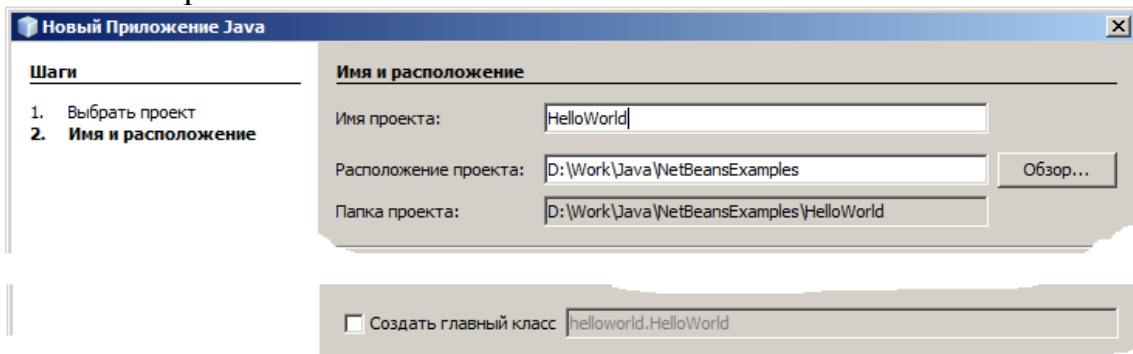 Новый Приложение Java
Шаги
1. Выбрать проект
2. Имя и расположение
Имя и расположение
Имя проекта: HelloWorld
Расположение проекта: D:\Work\Java\NetBeansExamples Обзор...
Папка проекта: D:\Work\Java\NetBeansExamples\HelloWorld
Создать главный класс helloworld.HelloWorld